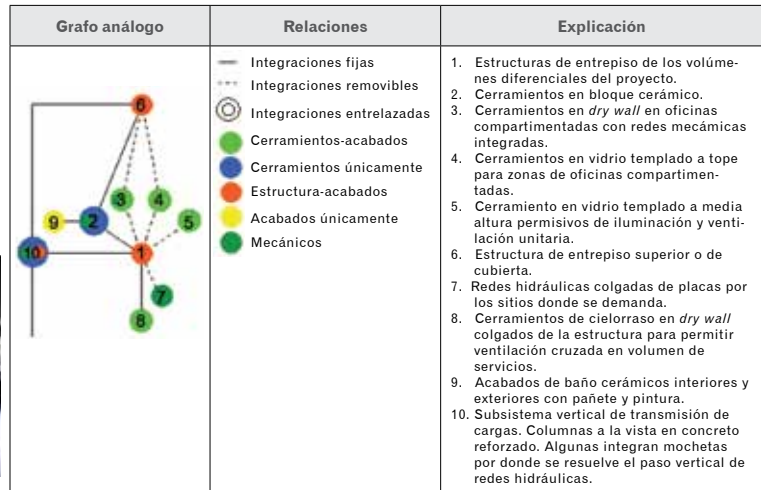 Grafo análogo
Relaciones
Explicación
6
3
4
9
2
5
10
1
7
8
Integraciones fijas
Integraciones removibles
Integraciones entrelazadas
Cerramientos-acabados
Cerramientos únicamente
Estructura-acabados
Acabados únicamente
Mecánicos
1. Estructuras de entrepiso de los volúme-
nes diferenciales del proyecto.
2. Cerramientos en bloque cerámico.
3. Cerramientos en dry wall en oficinas
compartimentadas con redes mecámicas
integradas.
4. Cerramientos en vidrio templado a tope
para zonas de oficinas compartimen-
tadas.
5. Cerramiento en vidrio templado a media
altura permisivos de iluminación y venti-
lación unitaria.
6. Estructura de entrepiso superior o de
cubierta.
7. Redes hidráulicas colgadas de placas por
los sitios donde se demanda.
8. Cerramientos de cielorraso en dry wall
colgados de la estructura para permitir
ventilación cruzada en volumen de
servicios.
9. Acabados de baño cerámicos interiores y
exteriores con pañete y pintura.
10. Subsistema vertical de transmisión de
cargas. Columnas a la vista en concreto
reforzado. Algunas integran mochetas
por donde se resuelve el paso vertical de
redes hidráulicas.